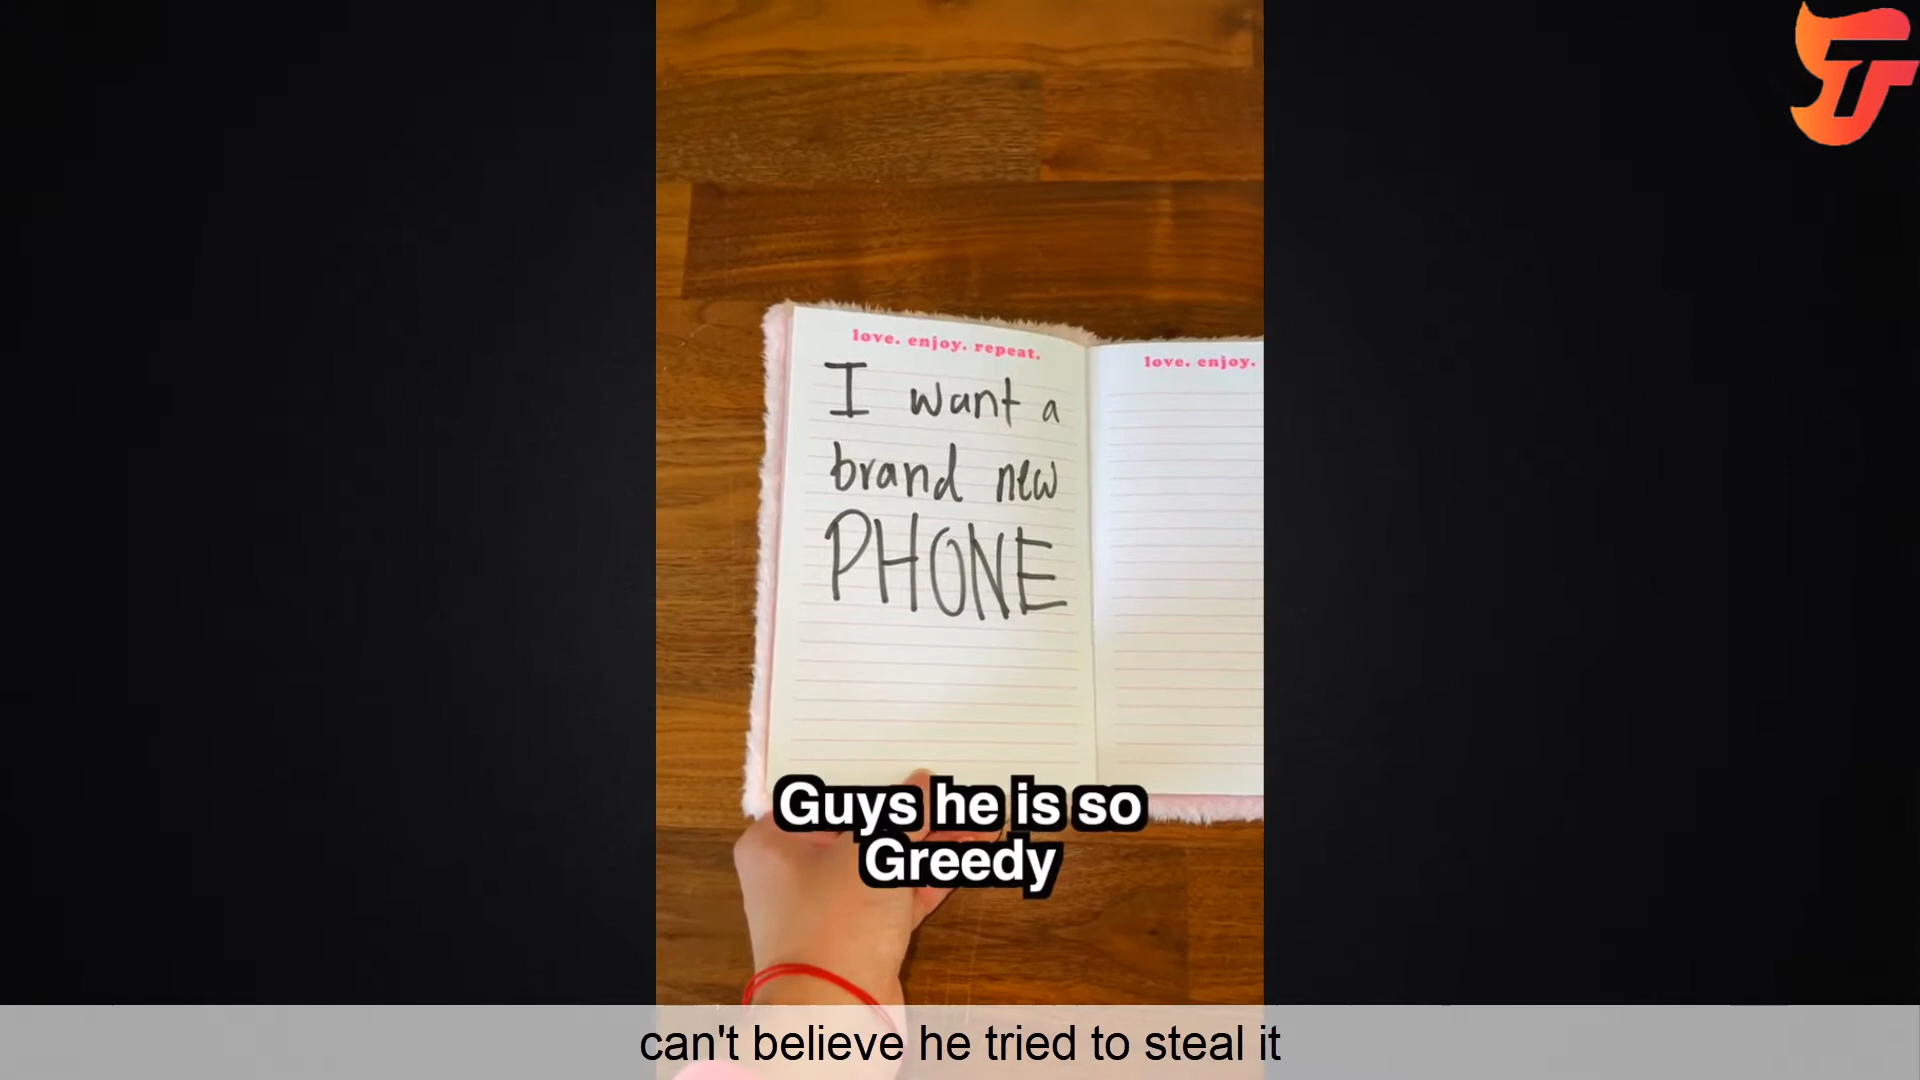 love. enjoy. repeat.
I want a
brand new
PHONE
love. enjoy.
Guys he is so
Greedy
can't believe he tried to steal it